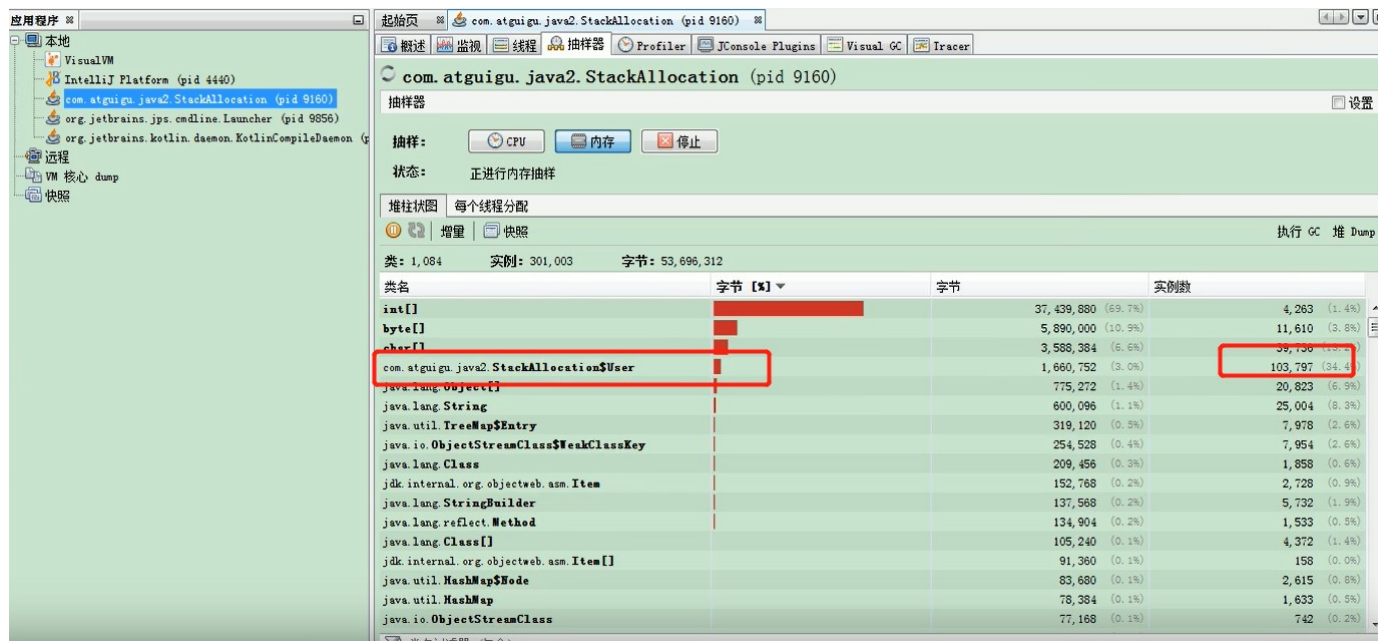 应用程序
本地
VisualVM
IntelliJ Platform (pid 4440)
com.atguigu.java2.StackAllocation (pid 9160)
org.jetbrains.jps.cmdline.Launcher (pid 9856)
org.jetbrains.kotlin.daemon.KotlinCompileDaemon (p
远程
VM 核心 dump
快照
起始页 com.atguigu.java2.StackAllocation (pid 9160)
概述 监视 线程 抽样器 Profiler JConsole Plugins Visual GC Tracer
com.atguigu.java2.StackAllocation (pid 9160)
抽样器 设置
抽样: CPU 内存 停止
状态: 正进行内存抽样
堆柱状图 每个线程分配
增量 快照 执行 GC 堆 Dump
类: 1,084 实例: 301,003 字节: 53,696,312
类名 字节 [%] 字节 实例数
int[] 37,439,880 (69.7%) 4,263 (1.4%)
byte[] 5,890,000 (10.9%) 11,610 (3.8%)
char[] 3,588,384 (6.6%) 39,736 (13.2%)
com.atguigu.java2.StackAllocation$User 1,660,752 (3.0%) 103,797 (34.4%)
java.lang.Object[] 775,272 (1.4%) 20,823 (6.9%)
java.lang.String 600,096 (1.1%) 25,004 (8.3%)
java.util.TreeMap$Entry 319,120 (0.5%) 7,978 (2.6%)
java.io.ObjectStreamClass$WeakClassKey 254,528 (0.4%) 7,954 (2.6%)
java.lang.Class 209,456 (0.3%) 1,858 (0.6%)
jdk.internal.org.objectweb.asm.Item 152,768 (0.2%) 2,728 (0.9%)
java.lang.StringBuilder 137,568 (0.2%) 5,732 (1.9%)
java.lang.reflect.Method 134,904 (0.2%) 1,533 (0.5%)
java.lang.Class[] 105,240 (0.1%) 4,372 (1.4%)
jdk.internal.org.objectweb.asm.Item[] 91,360 (0.1%) 158 (0.0%)
java.util.HashMap$Node 83,680 (0.1%) 2,615 (0.8%)
java.util.HashMap 78,384 (0.1%) 1,633 (0.5%)
java.io.ObjectStreamClass 77,168 (0.1%) 742 (0.2%)